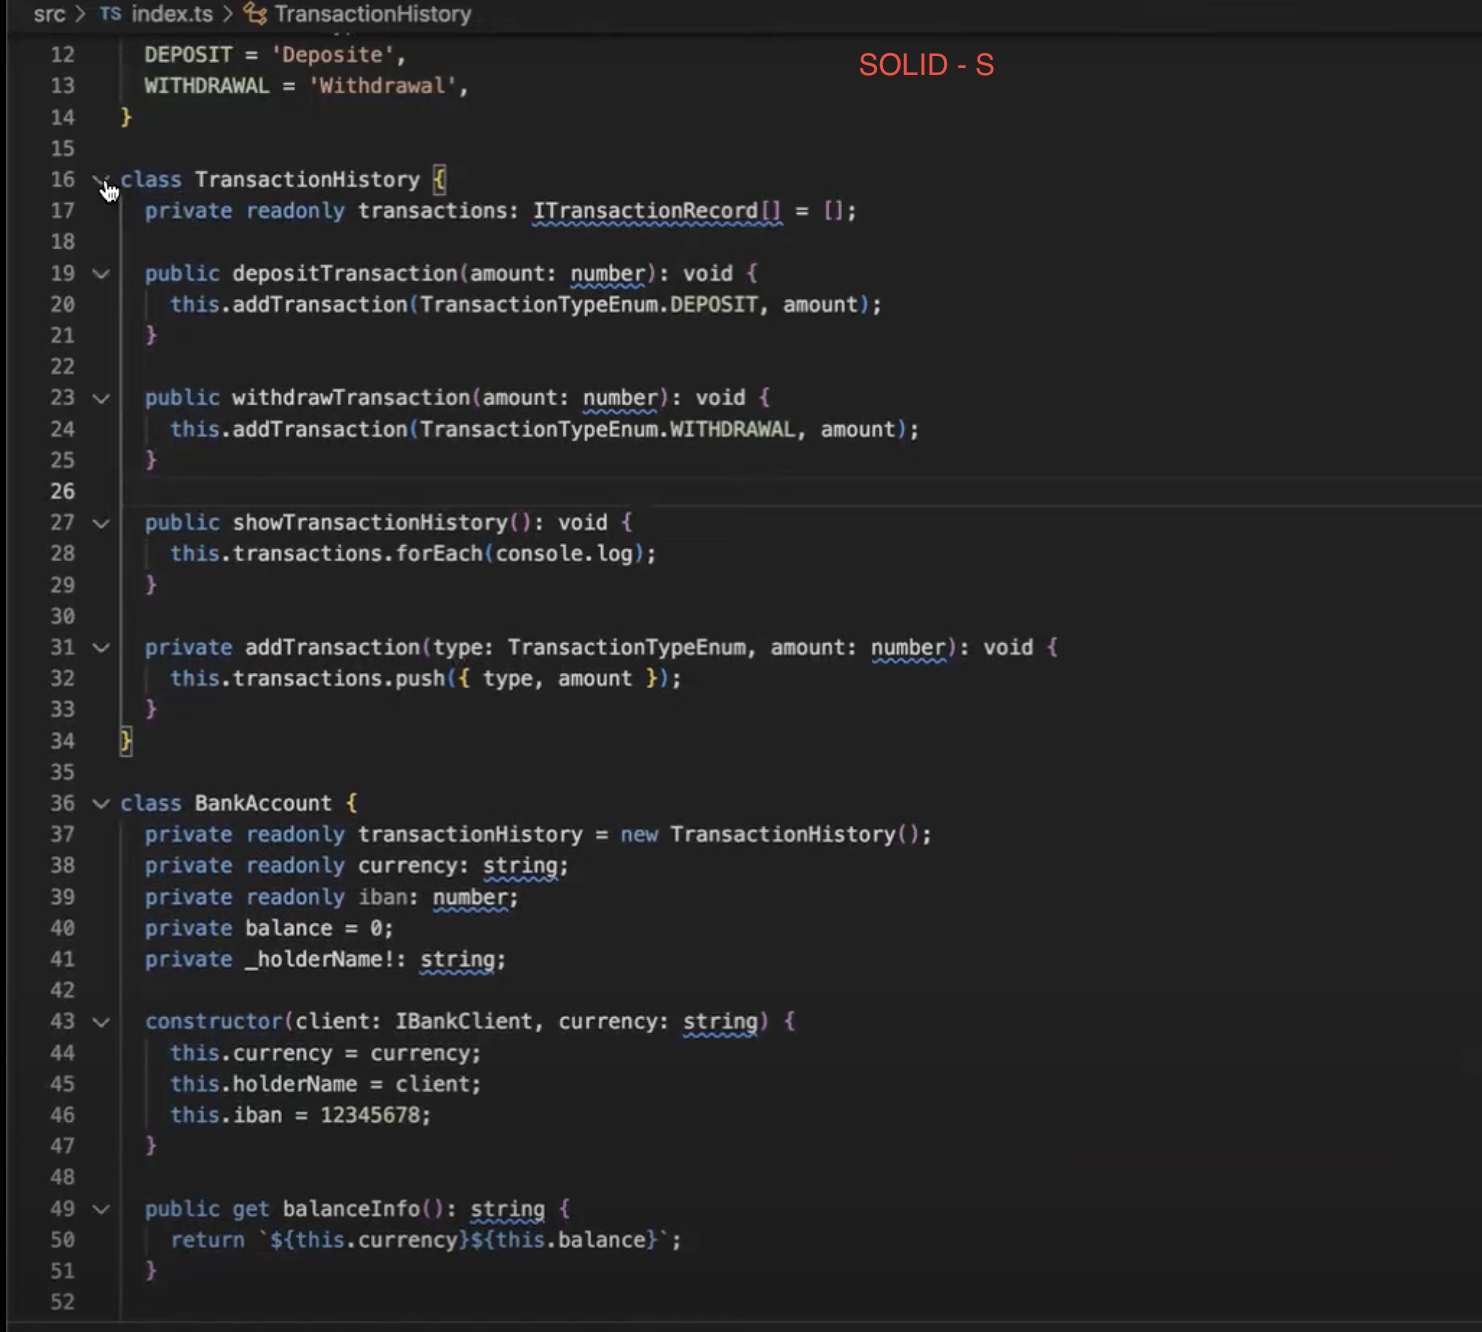 src > TS index.ts > TransactionHistory
SOLID - S
12 DEPOSIT = 'Deposite',
13 WITHDRAWAL = 'Withdrawal',
14 }
15
16 class TransactionHistory {
17 private readonly transactions: ITransactionRecord[] = [];
18
19 public depositTransaction(amount: number): void {
20 this.addTransaction(TransactionTypeEnum.DEPOSIT, amount);
21 }
22
23 public withdrawTransaction(amount: number): void {
24 this.addTransaction(TransactionTypeEnum.WITHDRAWAL, amount);
25 }
26
27 public showTransactionHistory(): void {
28 this.transactions.forEach(console.log);
29 }
30
31 private addTransaction(type: TransactionTypeEnum, amount: number): void {
32 this.transactions.push({ type, amount });
33 }
34 }
35
36 class BankAccount {
37 private readonly transactionHistory = new TransactionHistory();
38 private readonly currency: string;
39 private readonly iban: number;
40 private balance = 0;
41 private _holderName!: string;
42
43 constructor(client: IBankClient, currency: string) {
44 this.currency = currency;
45 this.holderName = client;
46 this.iban = 12345678;
47 }
48
49 public get balanceInfo(): string {
50 return `${this.currency}${this.balance}`;
51 }
52